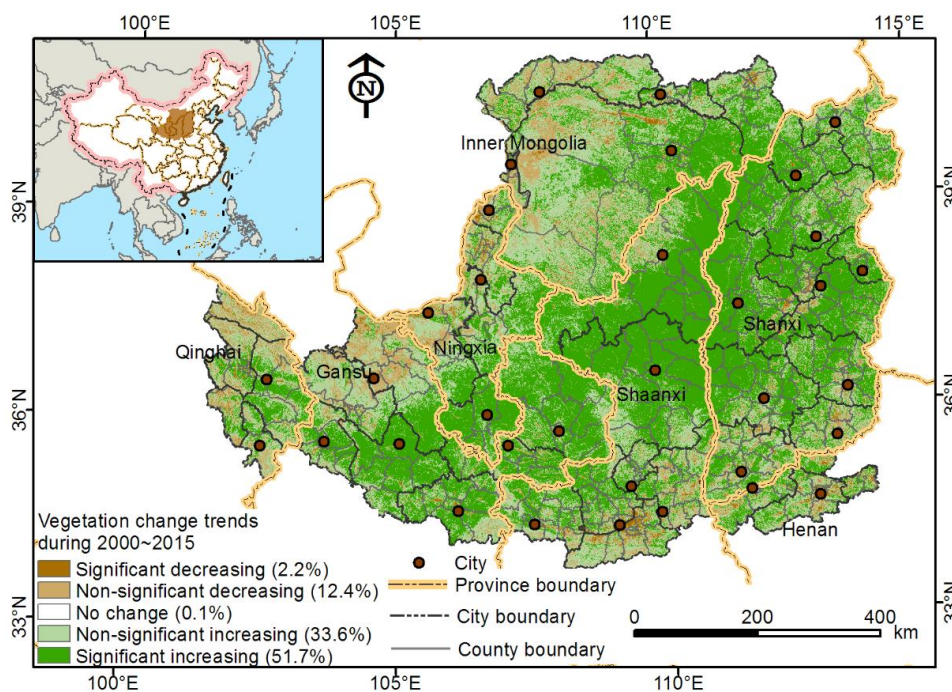 100°E
105°E
110°E
115°E
N
Inner Mongolia
39°N
39°N
Shanxi
Qinghai
Ningxia
Gansu
Shaanxi
36°N
36°N
Henan
Vegetation change trends
during 2000~2015
Significant decreasing (2.2%)
Non-significant decreasing (12.4%)
No change (0.1%)
Non-significant increasing (33.6%)
Significant increasing (51.7%)
City
Province boundary
City boundary
County boundary
0 200 400
km
33°N
33°N
100°E
105°E
110°E